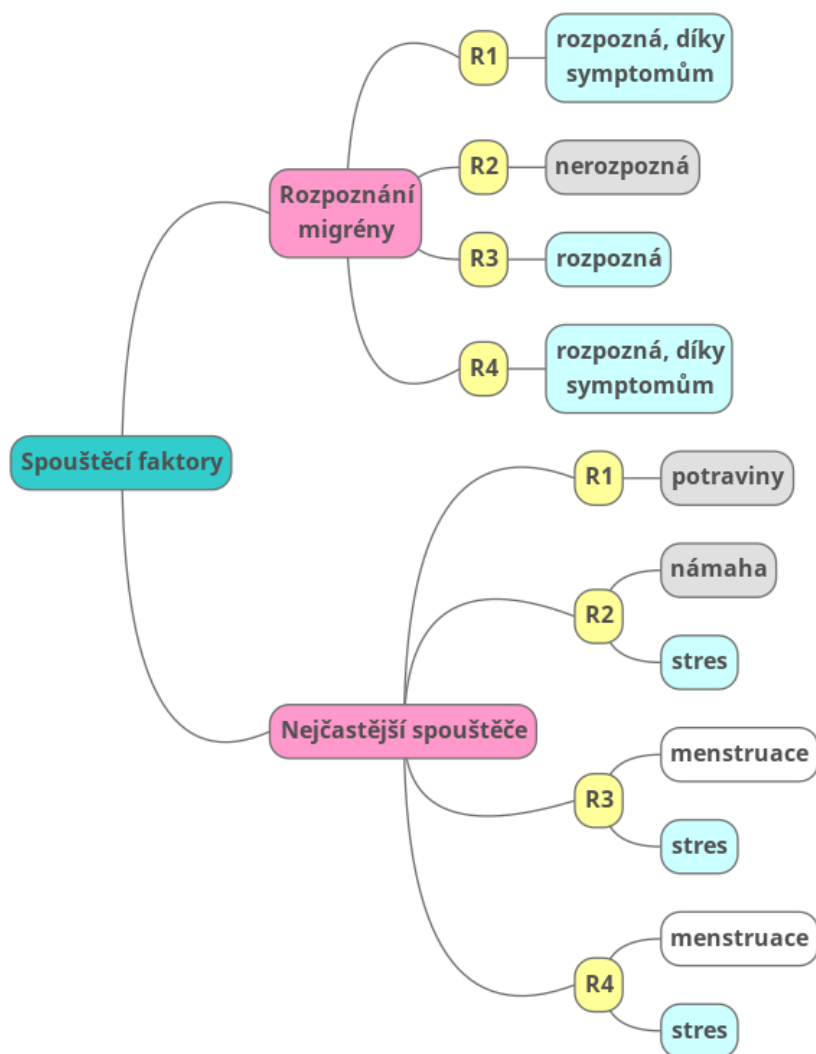 R1
rozpozná, díky
symptomům
R2
nerozpozná
Rozpoznání
migrény
R3
rozpozná
R4
rozpozná, díky
symptomům
Spouštěcí faktory
R1
potraviny
R2
námaha
stres
Nejčastější spouštěče
R3
menstruace
stres
R4
menstruace
stres